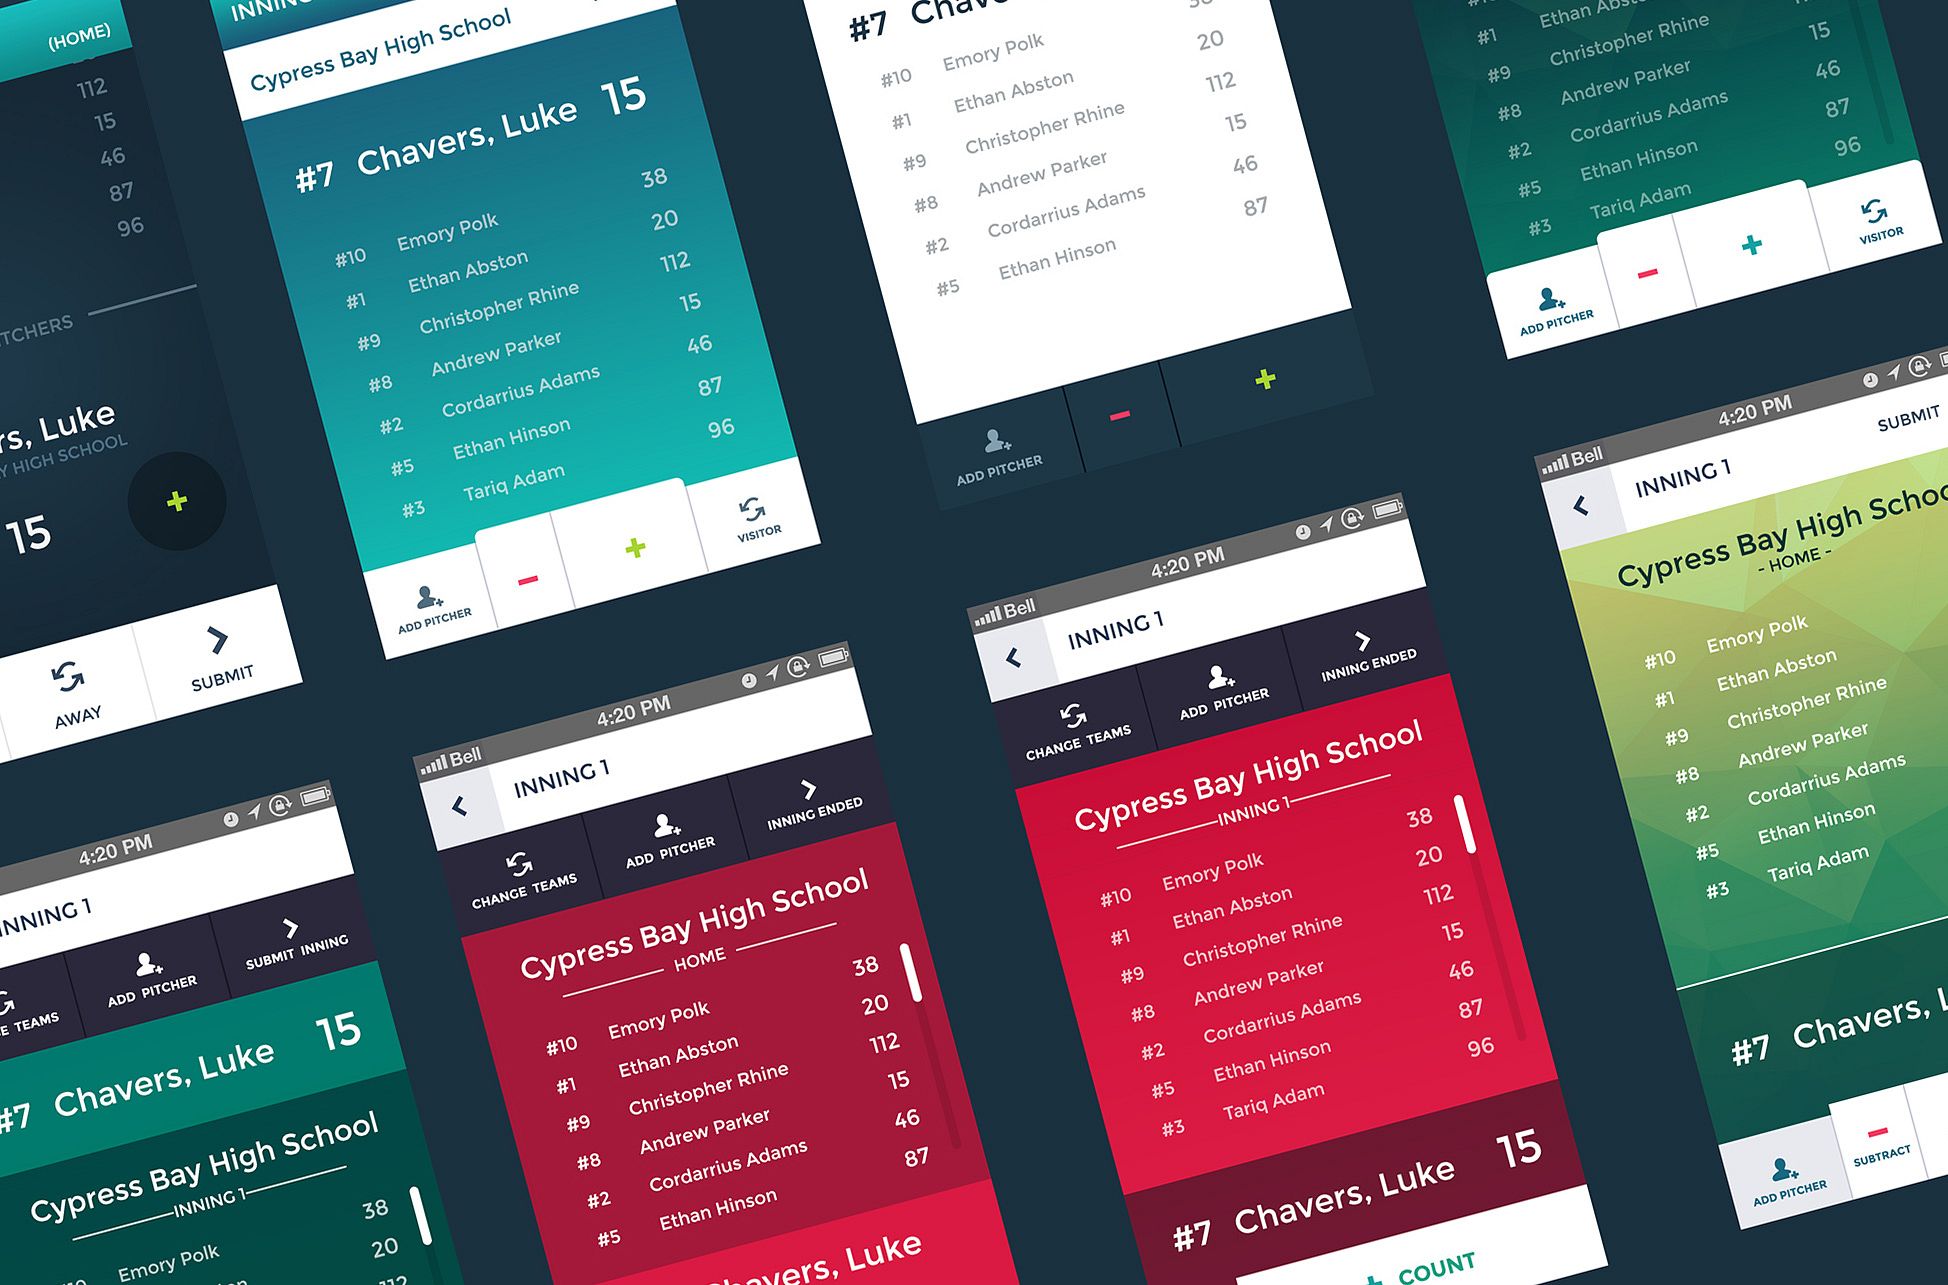 (HOME)
112
15
46
87
96
Luke
HIGH SCHOOL
15
+
AWAY
SUBMIT
Cypress Bay High School
#7 Chavers, Luke 15
#10 Emory Polk 38
#1 Ethan Abston 20
#9 Christopher Rhine 112
#8 Andrew Parker 15
#2 Cordarrius Adams 46
#5 Ethan Hinson 87
#3 Tariq Adam 96
ADD PITCHER
VISITOR
#7
#10 Emory Polk
#1 Ethan Abston 20
#9 Christopher Rhine 112
#8 Andrew Parker 15
#2 Cordarrius Adams 46
#5 Ethan Hinson 87
ADD PITCHER
#1
#9 Christopher Rhine 15
#8 Andrew Parker 46
#2 Cordarrius Adams 87
#5 Ethan Hinson 96
#3 Tariq Adam
ADD PITCHER
VISITOR
4:20 PM
ADD PITCHER
SUBMIT INNING
TEAMS
#7 Chavers, Luke 15
Cypress Bay High School
INNING 1
Emory Polk 38
20
Bell 4:20 PM
INNING 1
CHANGE TEAMS
ADD PITCHER
INNING ENDED
Cypress Bay High School
HOME
#10 Emory Polk 38
#1 Ethan Abston 20
#9 Christopher Rhine 112
#8 Andrew Parker 15
#2 Cordarrius Adams 46
#5 Ethan Hinson 87
Luke
Bell 4:20 PM
INNING 1
CHANGE TEAMS
ADD PITCHER
INNING ENDED
Cypress Bay High School
INNING 1
#10 Emory Polk 38
#1 Ethan Abston 20
#9 Christopher Rhine 112
#8 Andrew Parker 15
#2 Cordarrius Adams 46
#5 Ethan Hinson 87
#3 Tariq Adam 96
#7 Chavers, Luke 15
COUNT
Bell 4:20 PM
INNING 1
SUBMIT
Cypress Bay High
- HOME -
#10 Emory Polk
#1 Ethan Abston
#9 Christopher Rhine
#8 Andrew Parker
#2 Cordarrius Adams
#5 Ethan Hinson
#3 Tariq Adam
#7 Chavers,
ADD PITCHER
SUBTRACT